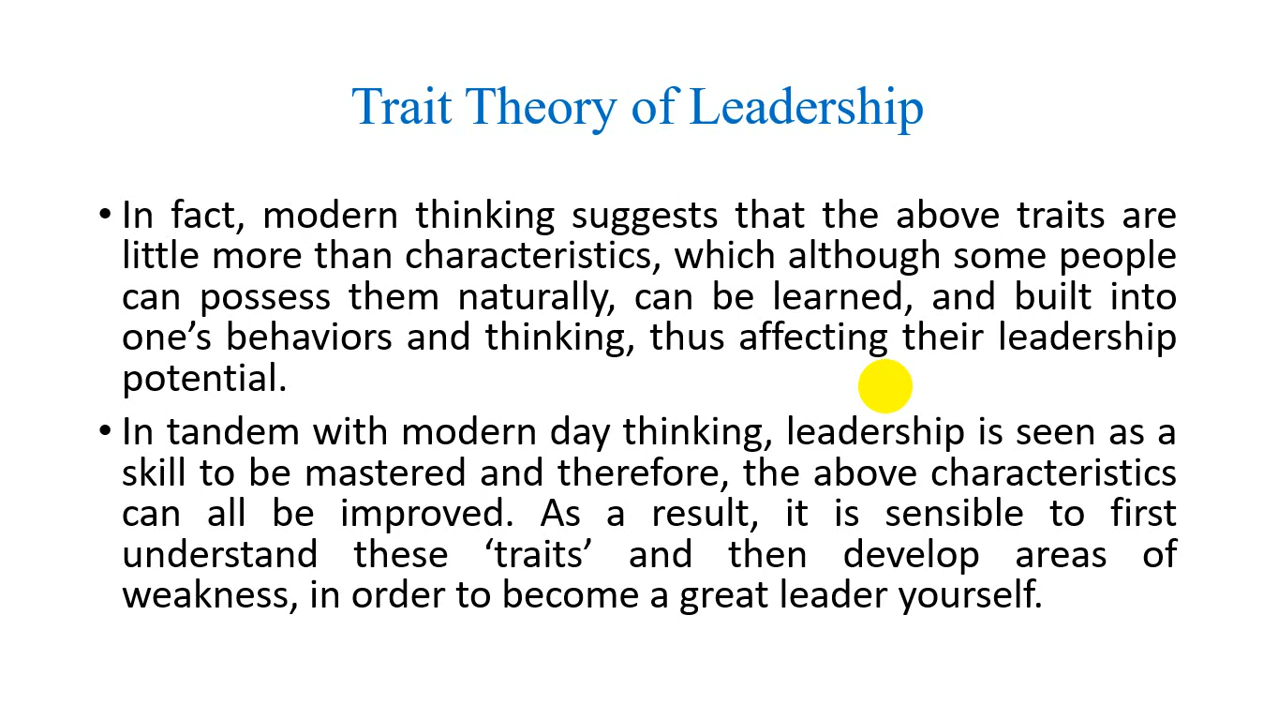 Trait Theory of Leadership
• In fact, modern thinking suggests that the above traits are
little more than characteristics, which although some people
can possess them naturally, can be learned, and built into
one’s behaviors and thinking, thus affecting their leadership
potential.
• In tandem with modern day thinking, leadership is seen as a
skill to be mastered and therefore, the above characteristics
can all be improved. As a result, it is sensible to first
understand these ‘traits’ and then develop areas of
weakness, in order to become a great leader yourself.